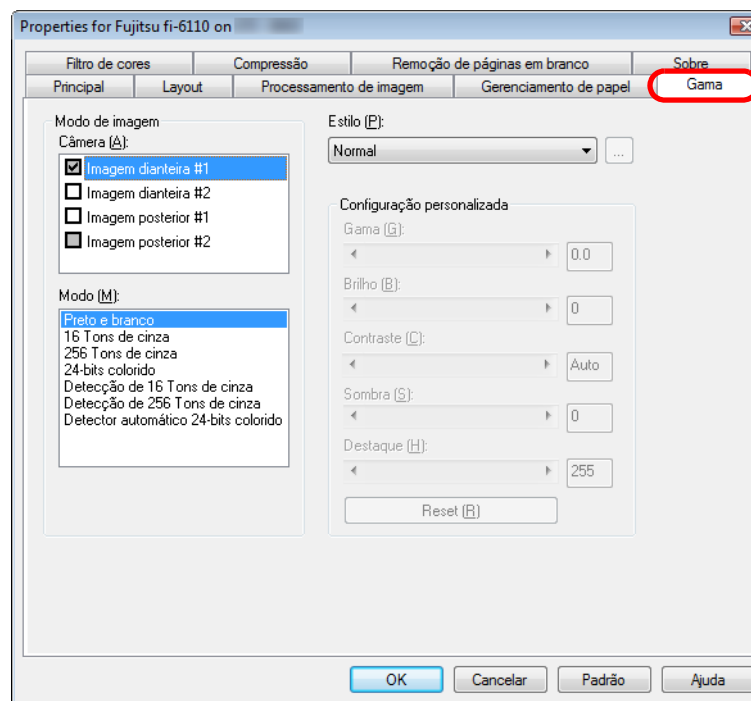 Properties for Fujitsu fi-6110 on
Filtro de cores
Compressão
Remoção de páginas em branco
Sobre
Principal
Layout
Processamento de imagem
Gerenciamento de papel
Gama
Modo de imagem
Câmera (A):
Imagem dianteira #1
Imagem dianteira #2
Imagem posterior #1
Imagem posterior #2
Modo (M):
Preto e branco
16 Tons de cinza
256 Tons de cinza
24-bits colorido
Detecção de 16 Tons de cinza
Detecção de 256 Tons de cinza
Detector automático 24-bits colorido
Estilo (P):
Normal
...
Configuração personalizada
Gama (G):
0.0
Brilho (B):
0
Contraste (C):
Auto
Sombra (S):
0
Destaque (H):
255
Reset (R)
OK
Cancelar
Padrão
Ajuda